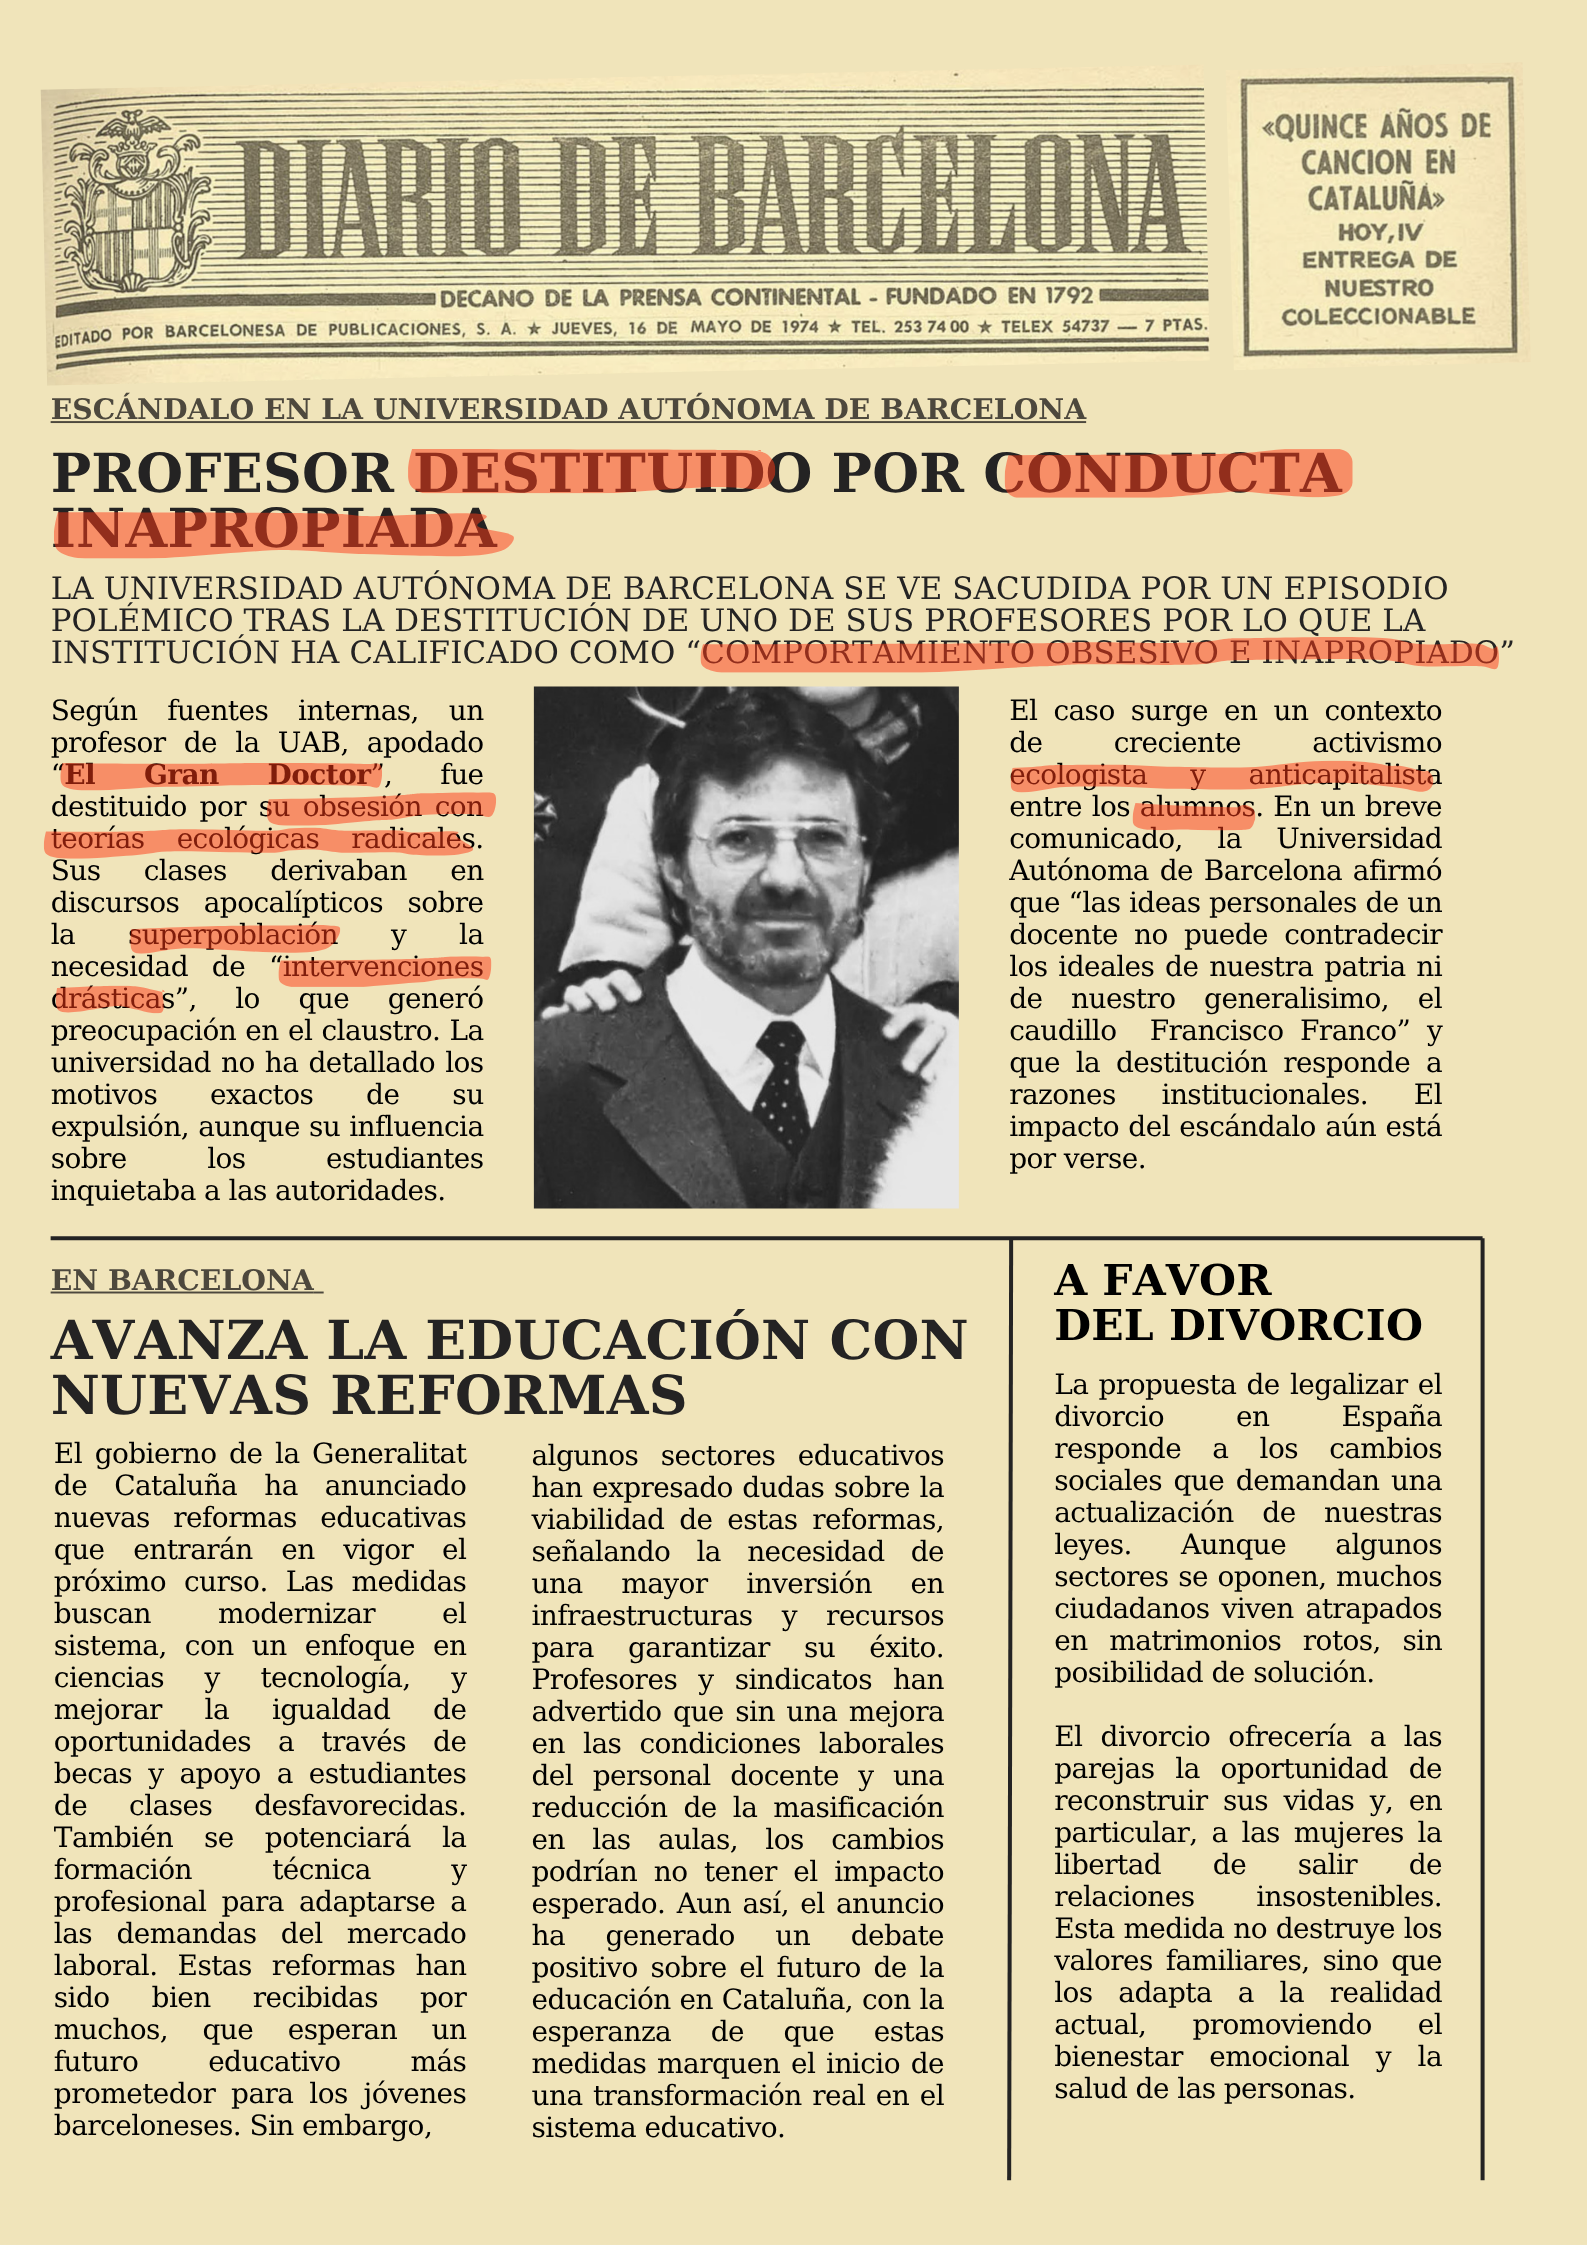 DIARIO DE BARCELONA
DECANO DE LA PRENSA CONTINENTAL - FUNDADO EN 1792
EDITADO POR BARCELONESA DE PUBLICACIONES, S. A. ★ JUEVES, 16 DE MAYO DE 1974 ★ TEL. 253 74 00 ★ TELEX 54737 — 7 PTAS.
«QUINCE AÑOS DE
CANCION EN
CATALUÑA»
HOY, IV
ENTREGA DE
NUESTRO
COLECCIONABLE
ESCÁNDALO EN LA UNIVERSIDAD AUTÓNOMA DE BARCELONA
PROFESOR DESTITUIDO POR CONDUCTA
INAPROPIADA
LA UNIVERSIDAD AUTÓNOMA DE BARCELONA SE VE SACUDIDA POR UN EPISODIO
POLÉMICO TRAS LA DESTITUCIÓN DE UNO DE SUS PROFESORES POR LO QUE LA
INSTITUCIÓN HA CALIFICADO COMO “COMPORTAMIENTO OBSESIVO E INAPROPIADO”
Según fuentes internas, un
profesor de la UAB, apodado
“El Gran Doctor”, fue
destituido por su obsesión con
teorías ecológicas radicales.
Sus clases derivaban en
discursos apocalípticos sobre
la superpoblación y la
necesidad de “intervenciones
drásticas”, lo que generó
preocupación en el claustro. La
universidad no ha detallado los
motivos exactos de su
expulsión, aunque su influencia
sobre los estudiantes
inquietaba a las autoridades.
El caso surge en un contexto
de creciente activismo
ecologista y anticapitalista
entre los alumnos. En un breve
comunicado, la Universidad
Autónoma de Barcelona afirmó
que “las ideas personales de un
docente no puede contradecir
los ideales de nuestra patria ni
de nuestro generalisimo, el
caudillo Francisco Franco” y
que la destitución responde a
razones institucionales. El
impacto del escándalo aún está
por verse.
EN BARCELONA
AVANZA LA EDUCACIÓN CON
NUEVAS REFORMAS
El gobierno de la Generalitat
de Cataluña ha anunciado
nuevas reformas educativas
que entrarán en vigor el
próximo curso. Las medidas
buscan modernizar el
sistema, con un enfoque en
ciencias y tecnología, y
mejorar la igualdad de
oportunidades a través de
becas y apoyo a estudiantes
de clases desfavorecidas.
También se potenciará la
formación técnica y
profesional para adaptarse a
las demandas del mercado
laboral. Estas reformas han
sido bien recibidas por
muchos, que esperan un
futuro educativo más
prometedor para los jóvenes
barceloneses. Sin embargo,
algunos sectores educativos
han expresado dudas sobre la
viabilidad de estas reformas,
señalando la necesidad de
una mayor inversión en
infraestructuras y recursos
para garantizar su éxito.
Profesores y sindicatos han
advertido que sin una mejora
en las condiciones laborales
del personal docente y una
reducción de la masificación
en las aulas, los cambios
podrían no tener el impacto
esperado. Aun así, el anuncio
ha generado un debate
positivo sobre el futuro de la
educación en Cataluña, con la
esperanza de que estas
medidas marquen el inicio de
una transformación real en el
sistema educativo.
A FAVOR
DEL DIVORCIO
La propuesta de legalizar el
divorcio en España
responde a los cambios
sociales que demandan una
actualización de nuestras
leyes. Aunque algunos
sectores se oponen, muchos
ciudadanos viven atrapados
en matrimonios rotos, sin
posibilidad de solución.
El divorcio ofrecería a las
parejas la oportunidad de
reconstruir sus vidas y, en
particular, a las mujeres la
libertad de salir de
relaciones insostenibles.
Esta medida no destruye los
valores familiares, sino que
los adapta a la realidad
actual, promoviendo el
bienestar emocional y la
salud de las personas.